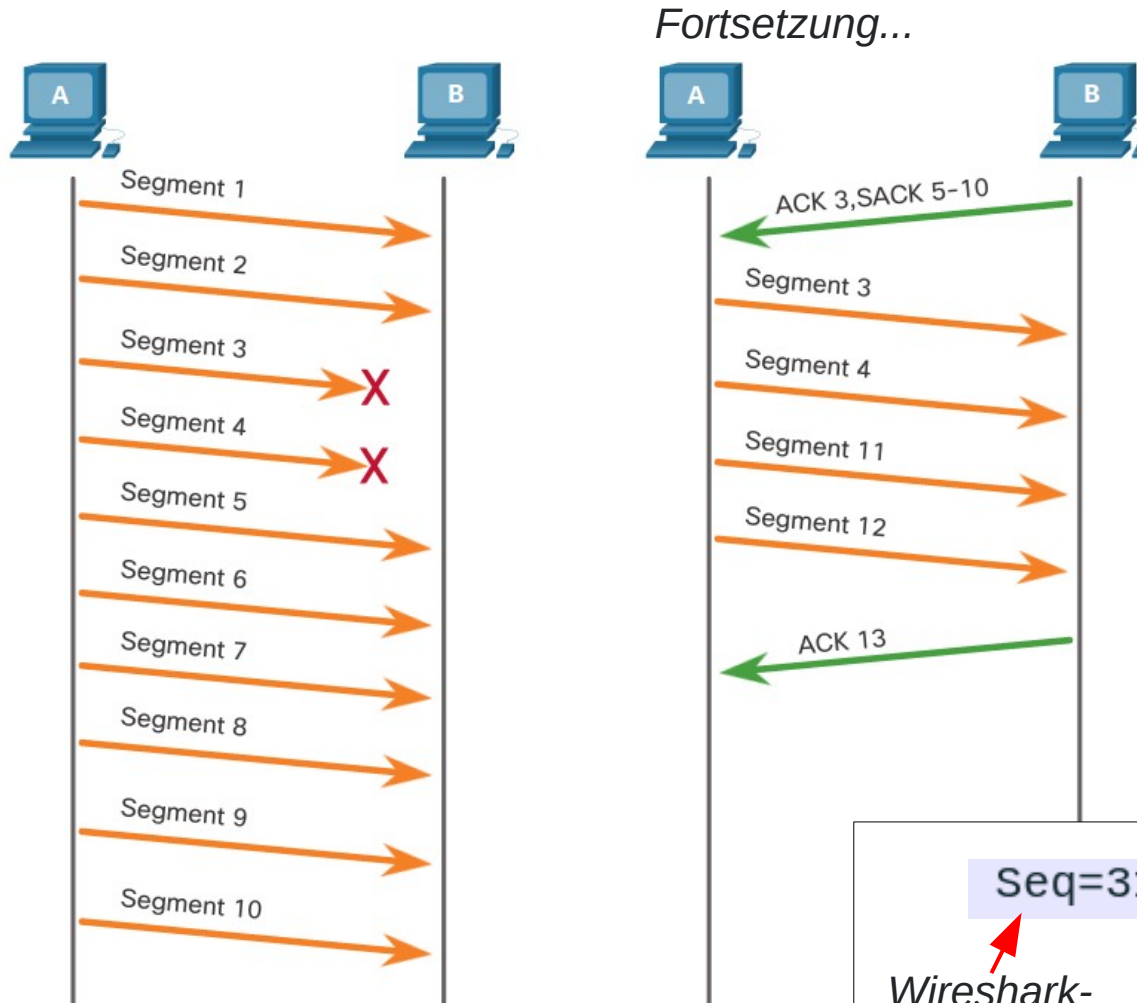 Fortsetzung...
A
B
Segment 1
Segment 2
Segment 3
X
Segment 4
X
Segment 5
Segment 6
Segment 7
Segment 8
Segment 9
Segment 10
A
B
ACK 3,SACK 5-10
Segment 3
Segment 4
Segment 11
Segment 12
ACK 13
Seq=3
Wireshark-